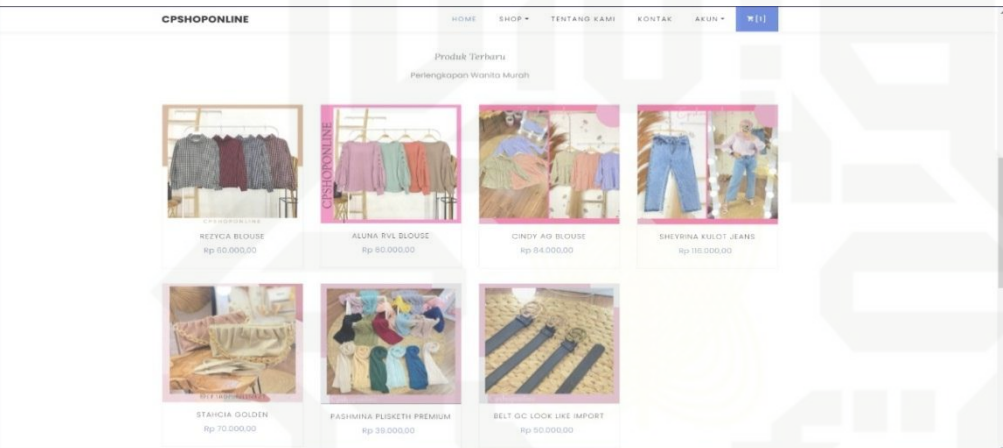 CPSHOPONLINE
HOME SHOP TENTANG KAMI KONTAK AKUN [1]
Produk Terbaru
Perlengkapan Wanita Murah
CPSHOPONLINE
CPSHOPONLINE
REZYCA BLOUSE
Rp 60.000,00
ALUNA RVL BLOUSE
Rp 60.000,00
CINDY AG BLOUSE
Rp 64.000,00
SHEYRINA KULOT JEANS
Rp 110.000,00
STAHCIA GOLDEN
Rp 70.000,00
PASHMINA PLISKETH PREMIUM
Rp 39.000,00
BELT GC LOOK LIKE IMPORT
Rp 50.000,00